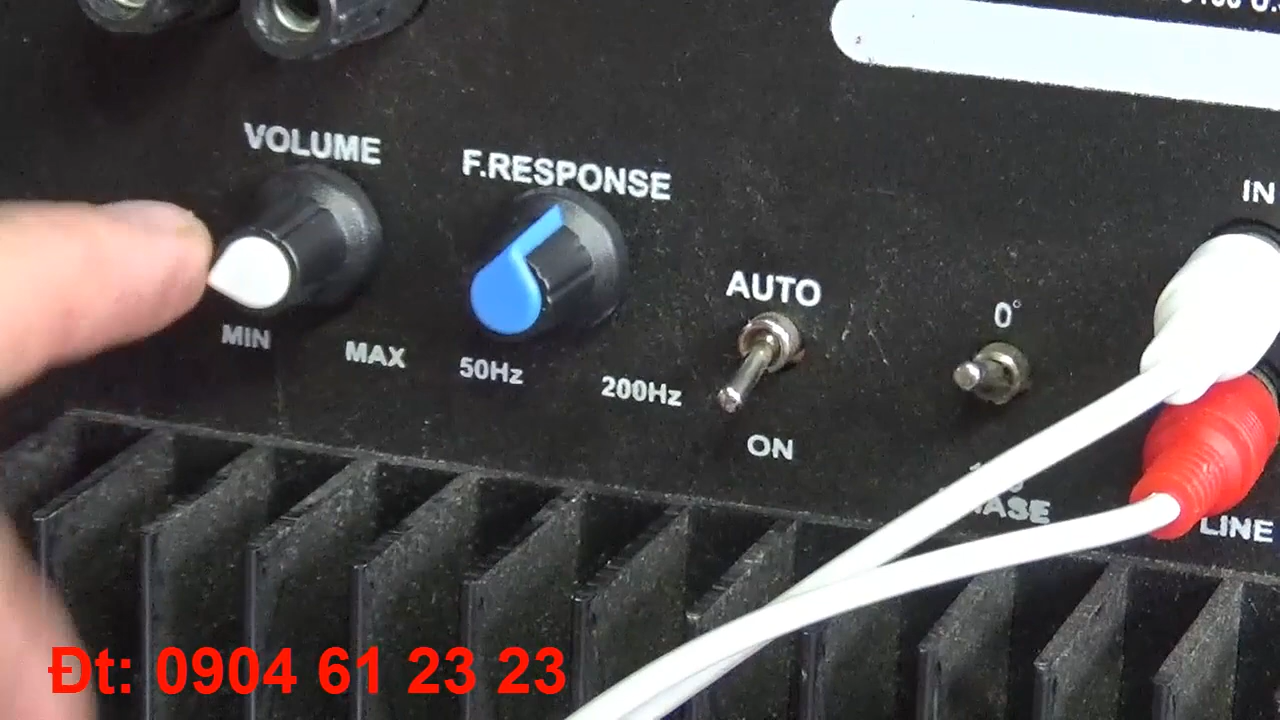 VOLUME
F.RESPONSE
IN
AUTO
0°
MIN
MAX
50Hz
200Hz
ON
LINE
Đt: 0904 61 23 23